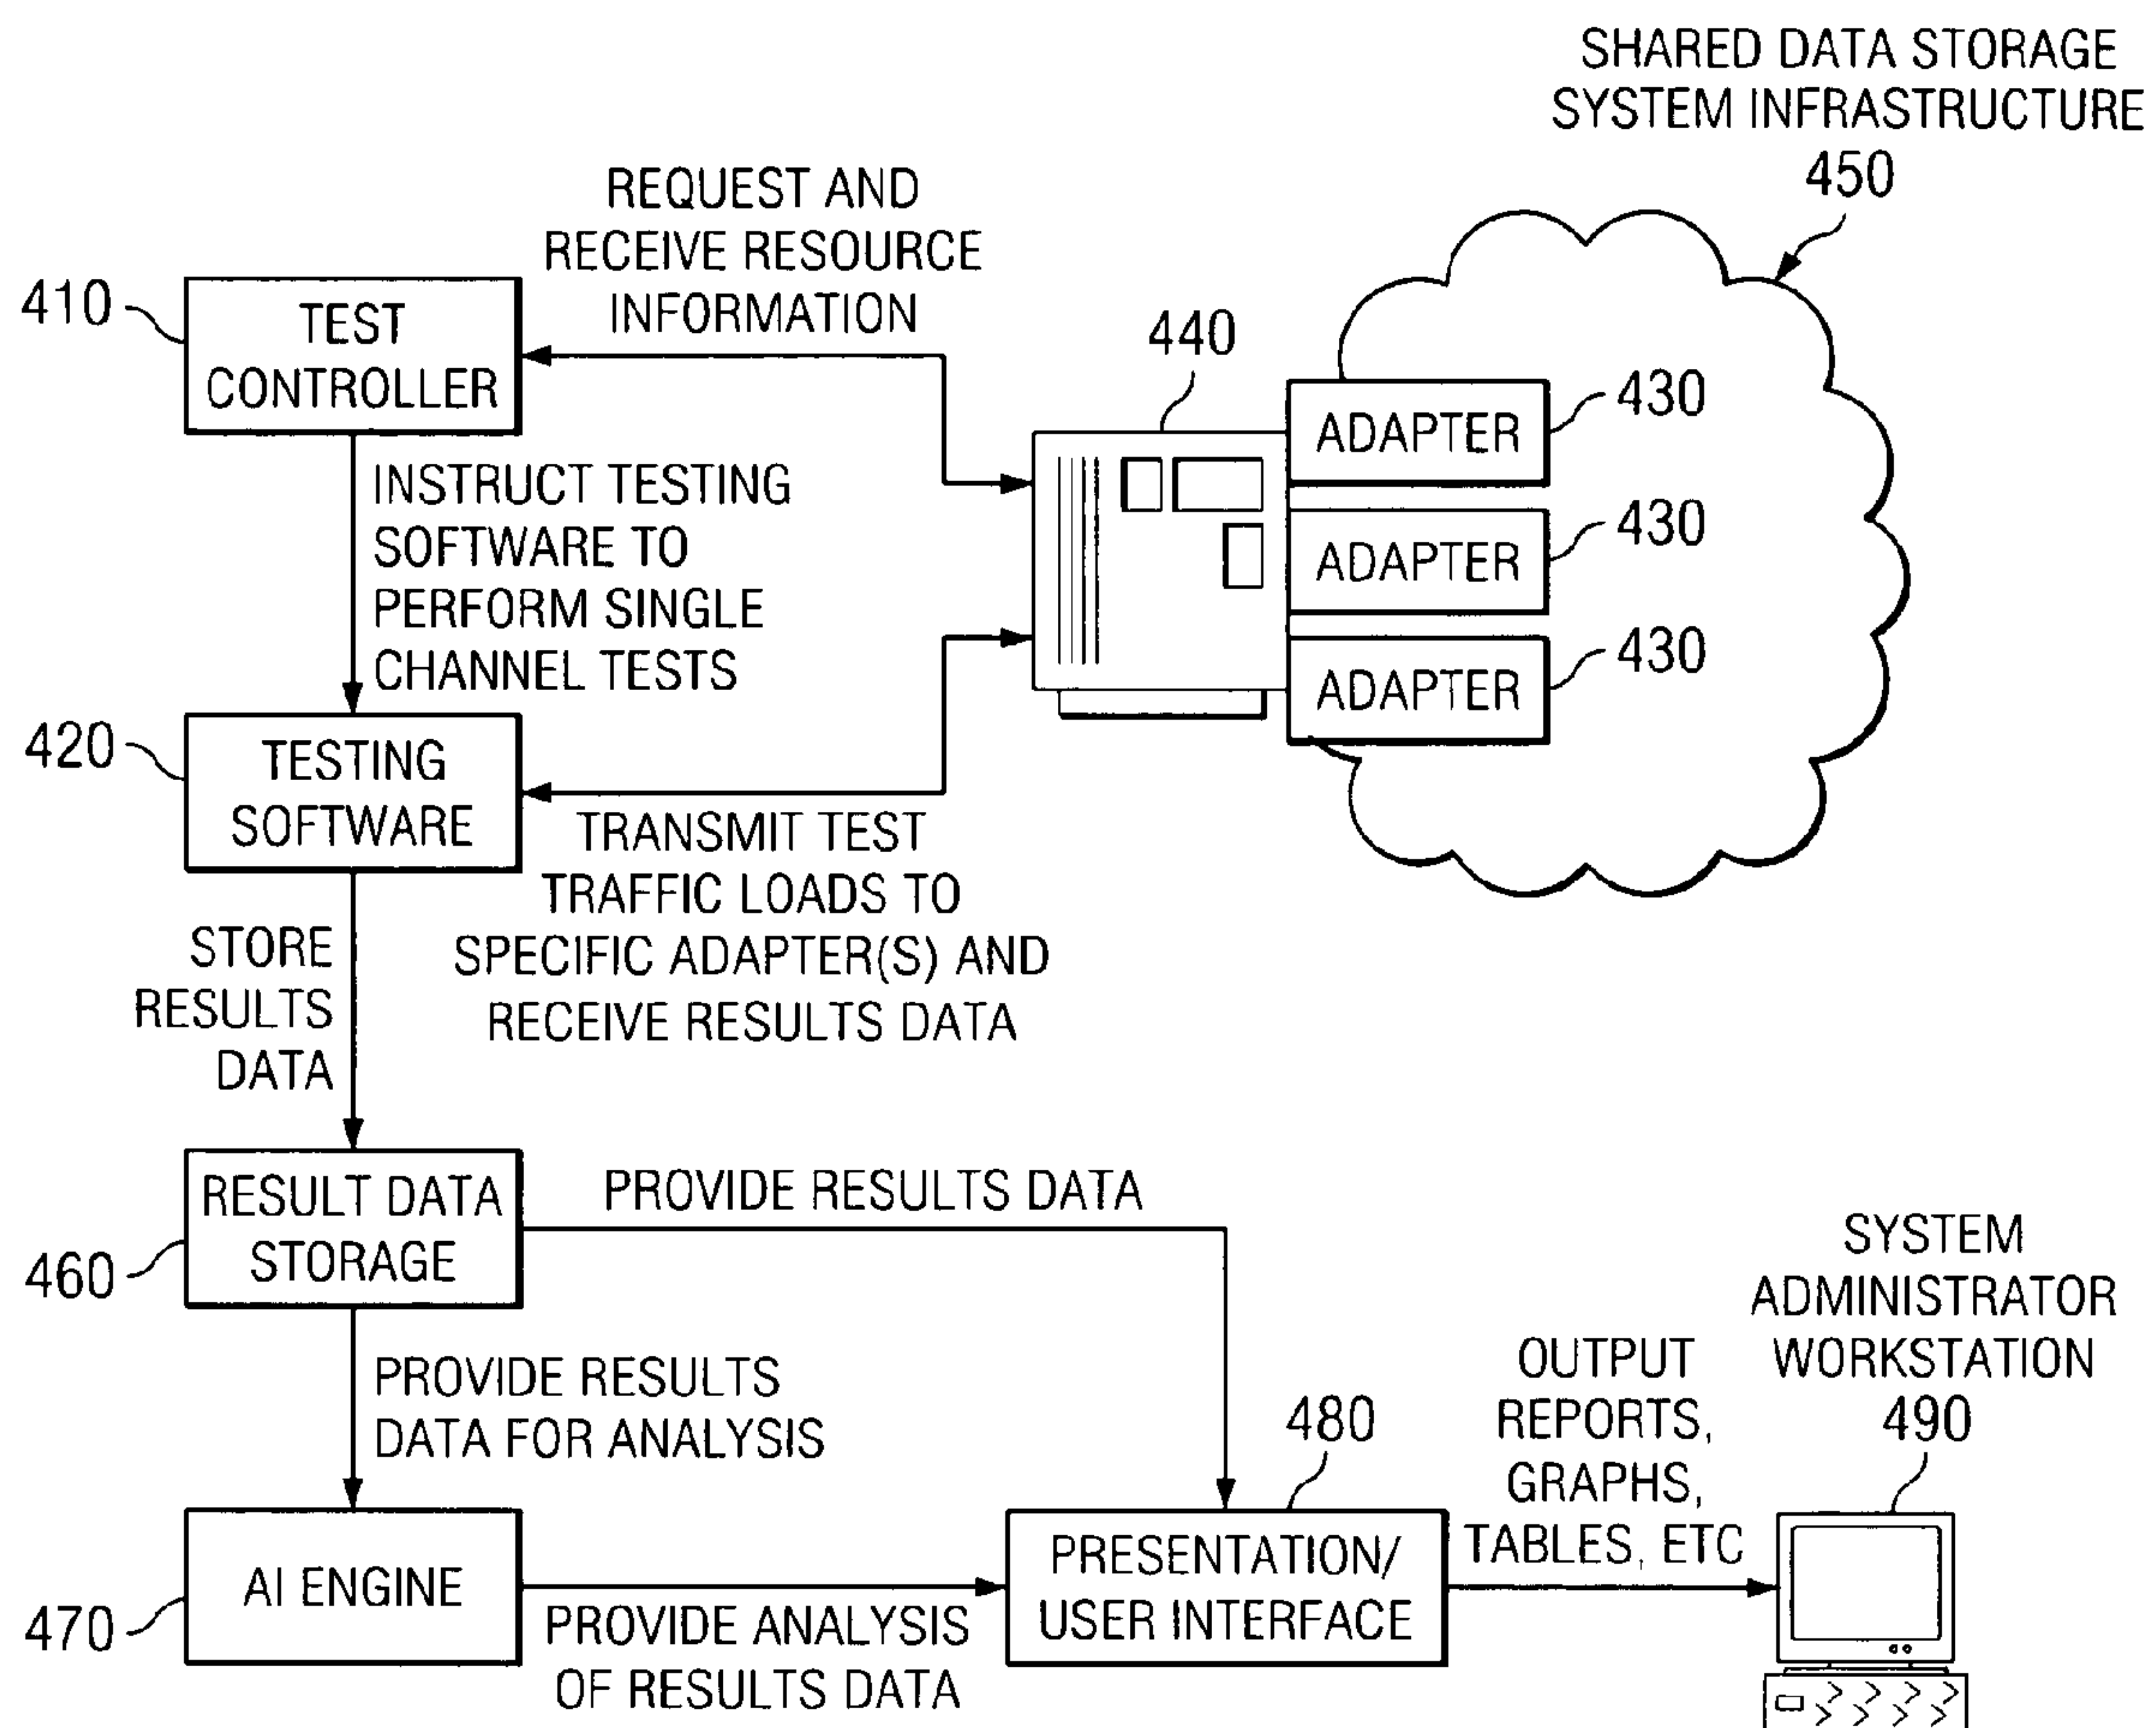 SHARED DATA STORAGE
SYSTEM INFRASTRUCTURE
450
REQUEST AND
RECEIVE RESOURCE
INFORMATION
410
TEST
CONTROLLER
440
ADAPTER
430
ADAPTER
430
ADAPTER
430
INSTRUCT TESTING
SOFTWARE TO
PERFORM SINGLE
CHANNEL TESTS
420
TESTING
SOFTWARE
TRANSMIT TEST
TRAFFIC LOADS TO
SPECIFIC ADAPTER(S) AND
RECEIVE RESULTS DATA
STORE
RESULTS
DATA
RESULT DATA
STORAGE
460
PROVIDE RESULTS DATA
PROVIDE RESULTS
DATA FOR ANALYSIS
AI ENGINE
470
PROVIDE ANALYSIS
OF RESULTS DATA
480
PRESENTATION/
USER INTERFACE
OUTPUT
REPORTS,
GRAPHS,
TABLES, ETC
SYSTEM
ADMINISTRATOR
WORKSTATION
490